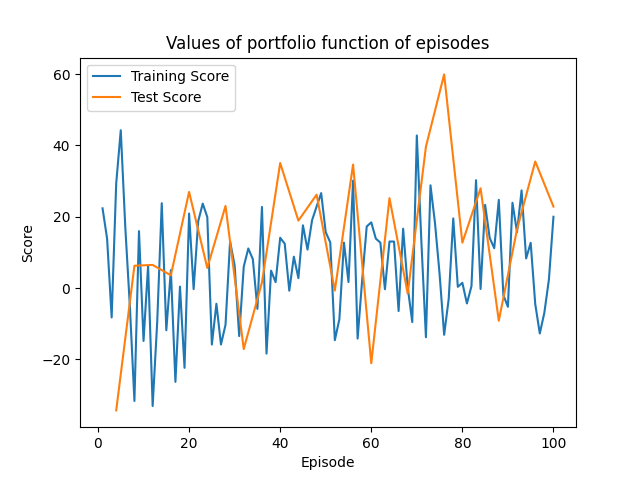 Values of portfolio function of episodes
Training Score
Test Score
60
40
20
0
−20
Score
0
20
40
60
80
100
Episode